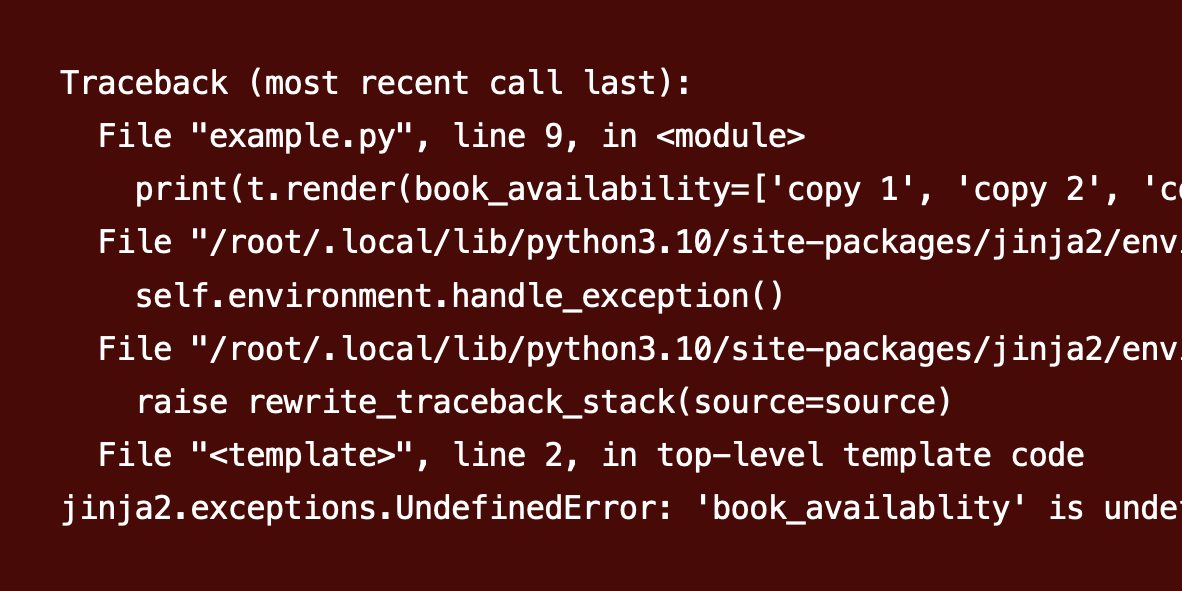 Traceback (most recent call last):
  File "example.py", line 9, in <module>
    print(t.render(book_availability=['copy 1', 'copy 2', 'c
  File "/root/.local/lib/python3.10/site-packages/jinja2/env
    self.environment.handle_exception()
  File "/root/.local/lib/python3.10/site-packages/jinja2/env
    raise rewrite_traceback_stack(source=source)
  File "<template>", line 2, in top-level template code
jinja2.exceptions.UndefinedError: 'book_availablity' is unde